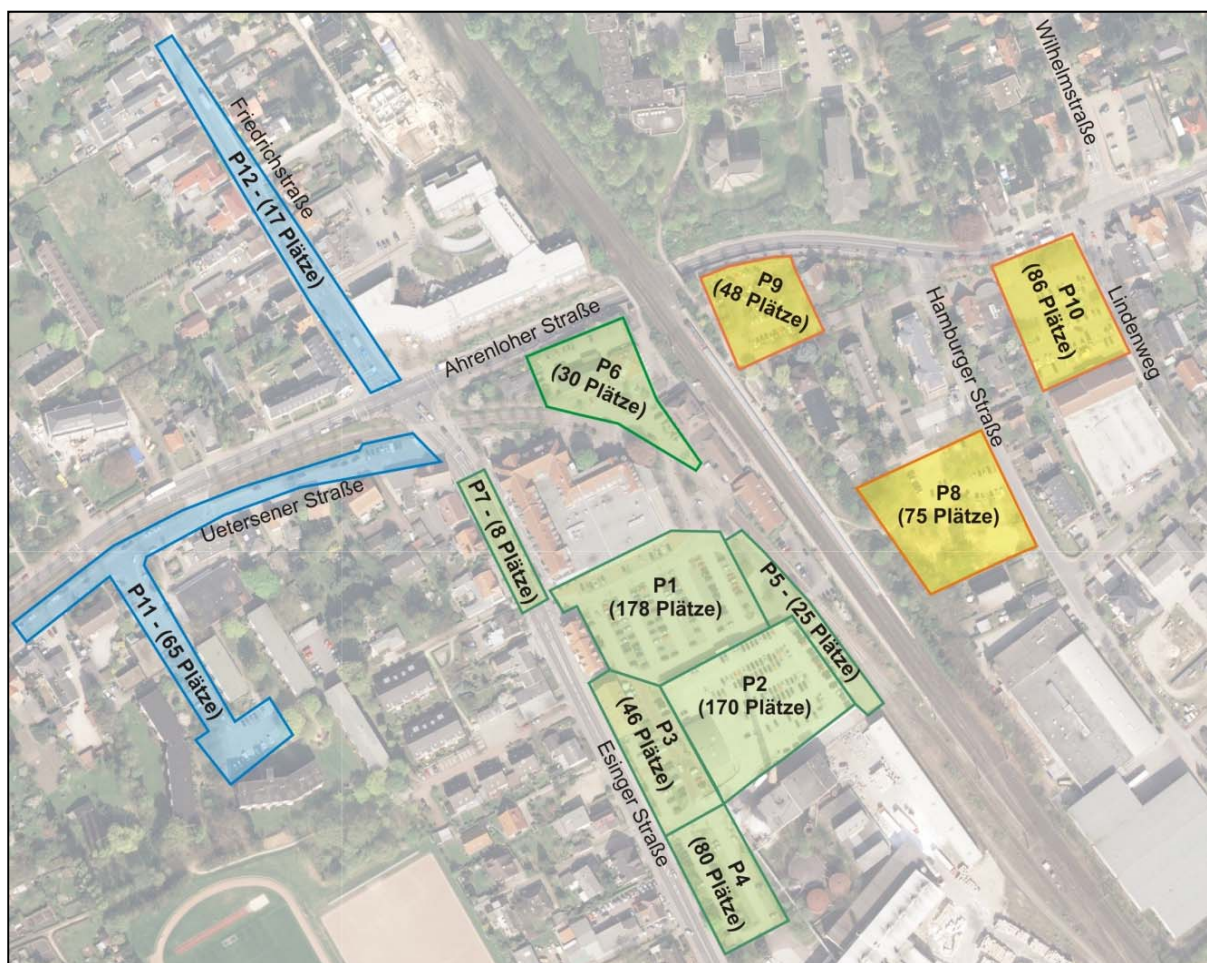 Wilhelmstraße
Friedrichstraße
P12 - (17 Plätze)
P9
(48 Plätze)
P10
(86 Plätze)
Lindenweg
Hamburger Straße
Ahrenloher Straße
P6
(30 Plätze)
P8
(75 Plätze)
Uetersener Straße
P7 - (8 Plätze)
P1
(178 Plätze)
P5 - (25 Plätze)
P11 - (65 Plätze)
P2
(170 Plätze)
P3
(46 Plätze)
Esinger Straße
P4
(80 Plätze)